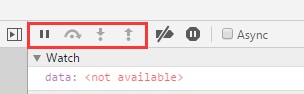 Async
Watch
data: <not available>